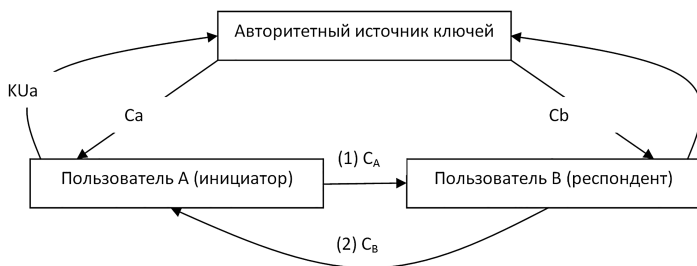 Авторитетный источник ключей
KUa
Ca
Cb
(1) CA
Пользователь А (инициатор)
Пользователь В (респондент)
(2) CB